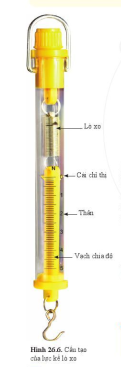 Lò xo
N
Cái chỉ thị
Thân
Vạch chia độ
Hình 26.6. Cấu tạo
của lực kế lò xo